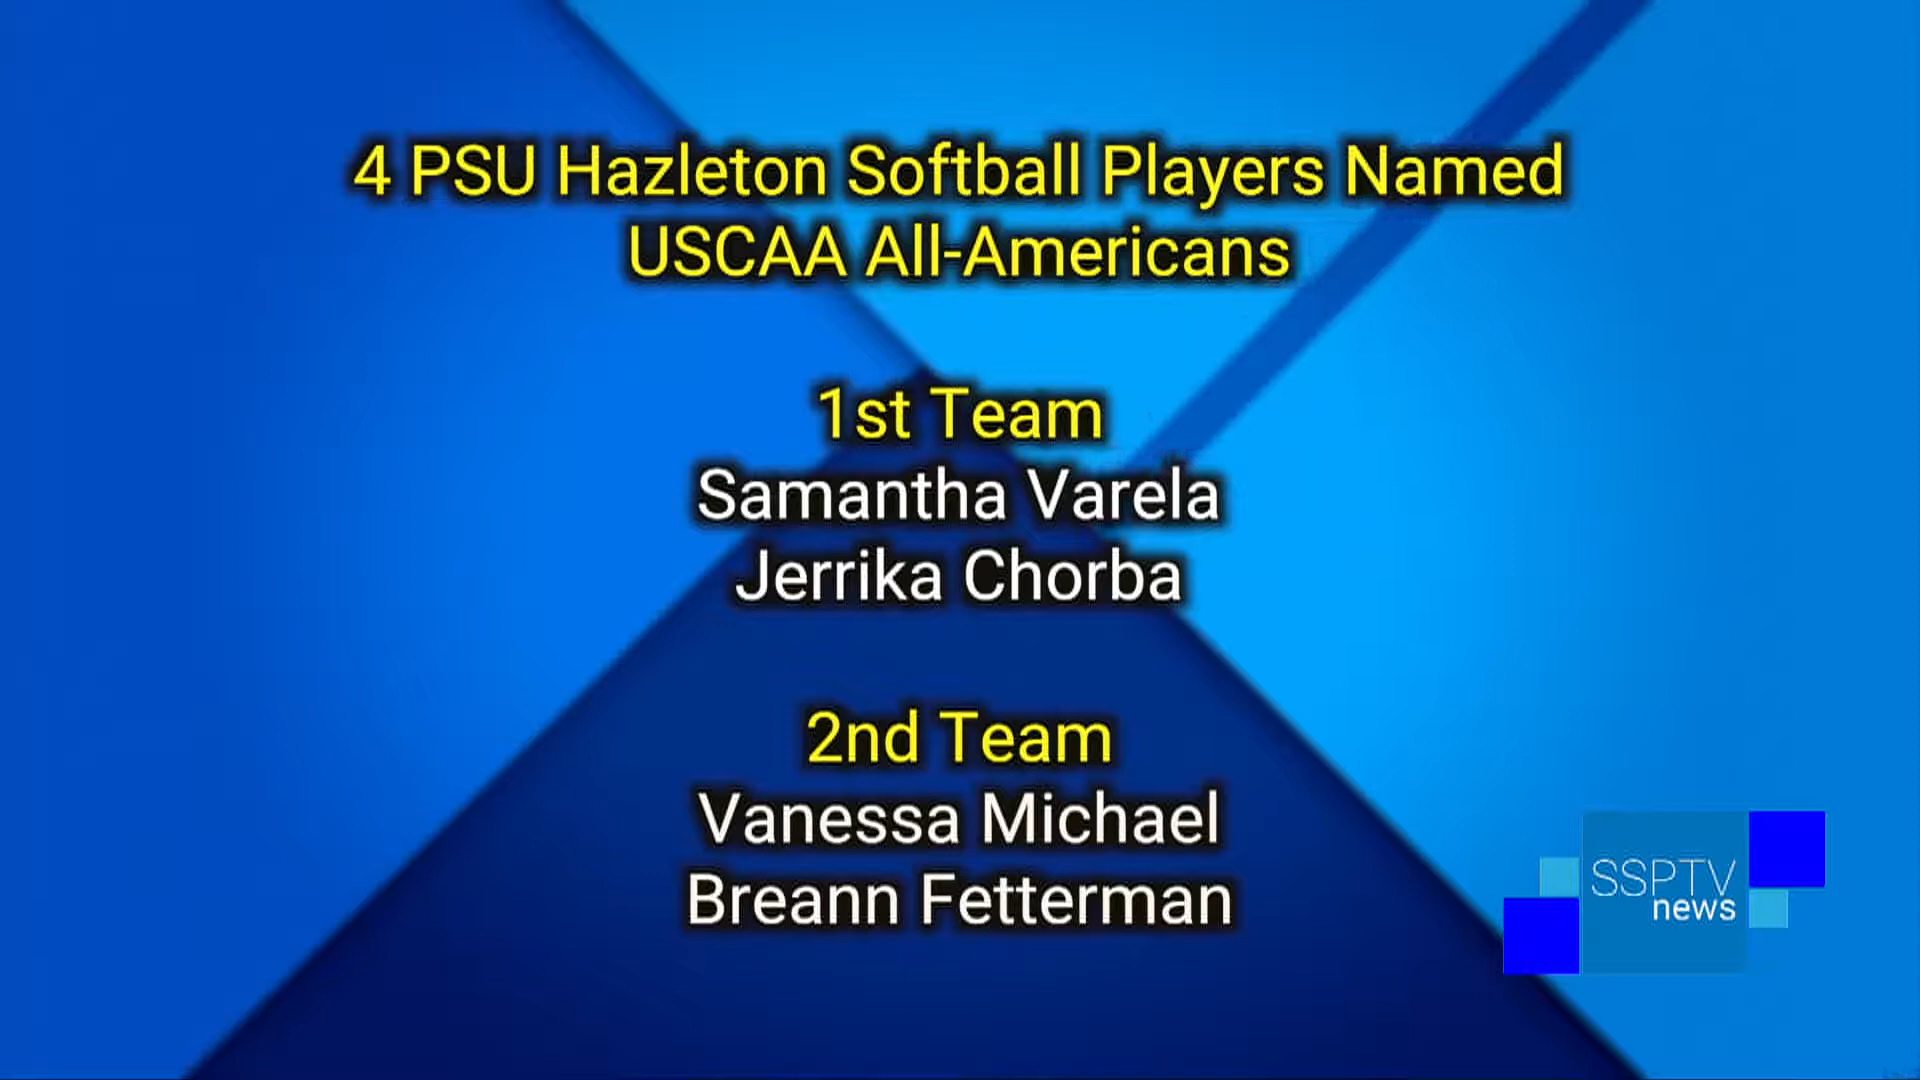 4 PSU Hazleton Softball Players Named
USCAA All-Americans
1st Team
Samantha Varela
Jerrika Chorba
2nd Team
Vanessa Michael
Breann Fetterman
SSPTV
news